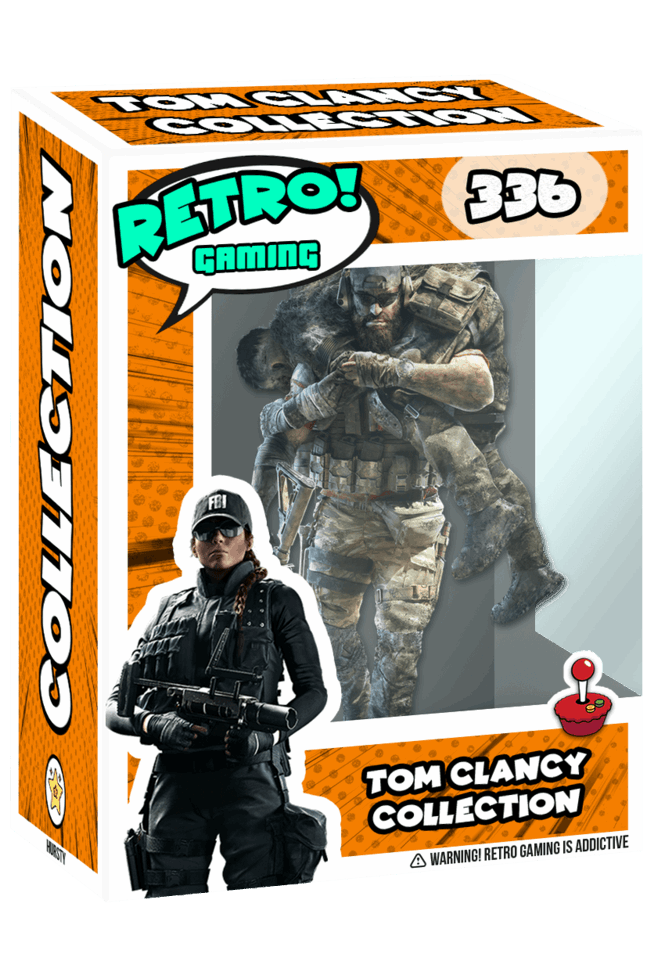 TOM CLANCY
COLLECTION
COLLECTION
RETRO!
GAMING
336
FBI
TOM CLANCY
COLLECTION
WARNING! RETRO GAMING IS ADDICTIVE
HURSTY